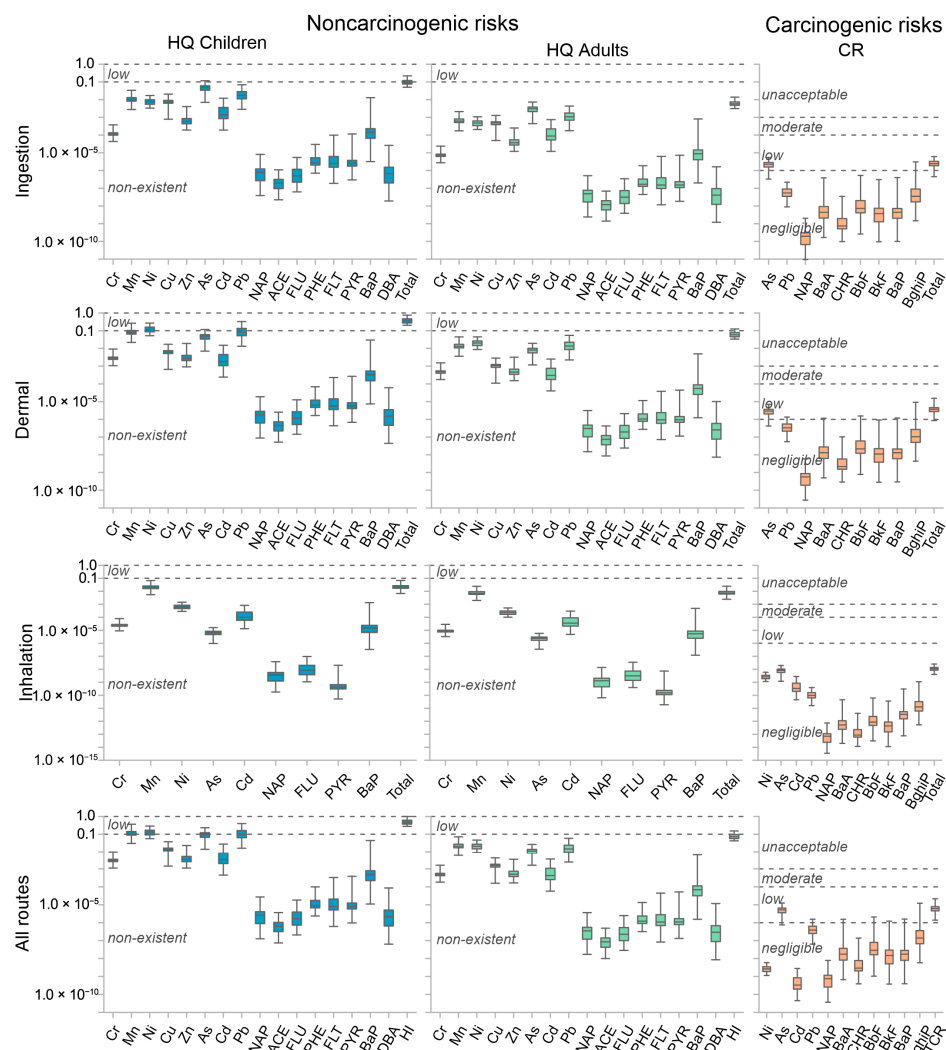 Noncarcinogenic risks
Carcinogenic risks
HQ Children
HQ Adults
CR
Ingestion
1.0
0.1
1.0 × 10⁻⁵
1.0 × 10⁻¹⁰
low
non-existent
low
non-existent
unacceptable
moderate
low
negligible
Cr Mn Ni Cu Zn As Cd Pb NAP ACE FLU PHE FLT PYR BaP DBA Total
Cr Mn Ni Cu Zn As Cd Pb NAP ACE FLU PHE FLT PYR BaP DBA Total
As Pb NAP BaA CHR BbF BkF BaP BghiP Total
Dermal
1.0
0.1
1.0 × 10⁻⁵
1.0 × 10⁻¹⁰
low
non-existent
low
non-existent
unacceptable
moderate
low
negligible
Cr Mn Ni Cu Zn As Cd Pb NAP ACE FLU PHE FLT PYR BaP DBA Total
Cr Mn Ni Cu Zn As Cd Pb NAP ACE FLU PHE FLT PYR BaP DBA Total
As Pb NAP BaA CHR BbF BkF BaP BghiP Total
Inhalation
1.0
0.1
1.0 × 10⁻⁵
1.0 × 10⁻¹⁰
1.0 × 10⁻¹⁵
low
non-existent
low
non-existent
unacceptable
moderate
low
negligible
Cr Mn Ni As Cd NAP FLU PYR BaP Total
Cr Mn Ni As Cd NAP FLU PYR BaP Total
Ni As Cd Pb NAP BaA CHR BbF BkF BaP BghiP Total
All routes
1.0
0.1
1.0 × 10⁻⁵
1.0 × 10⁻¹⁰
low
non-existent
low
non-existent
unacceptable
moderate
low
negligible
Cr Mn Ni Cu Zn As Cd Pb NAP ACE FLU PHE FLT PYR BaP DBA HI
Cr Mn Ni Cu Zn As Cd Pb NAP ACE FLU PHE FLT PYR BaP DBA HI
Ni As Cd Pb NAP BaA CHR BbF BkF BaP BghiP TCR